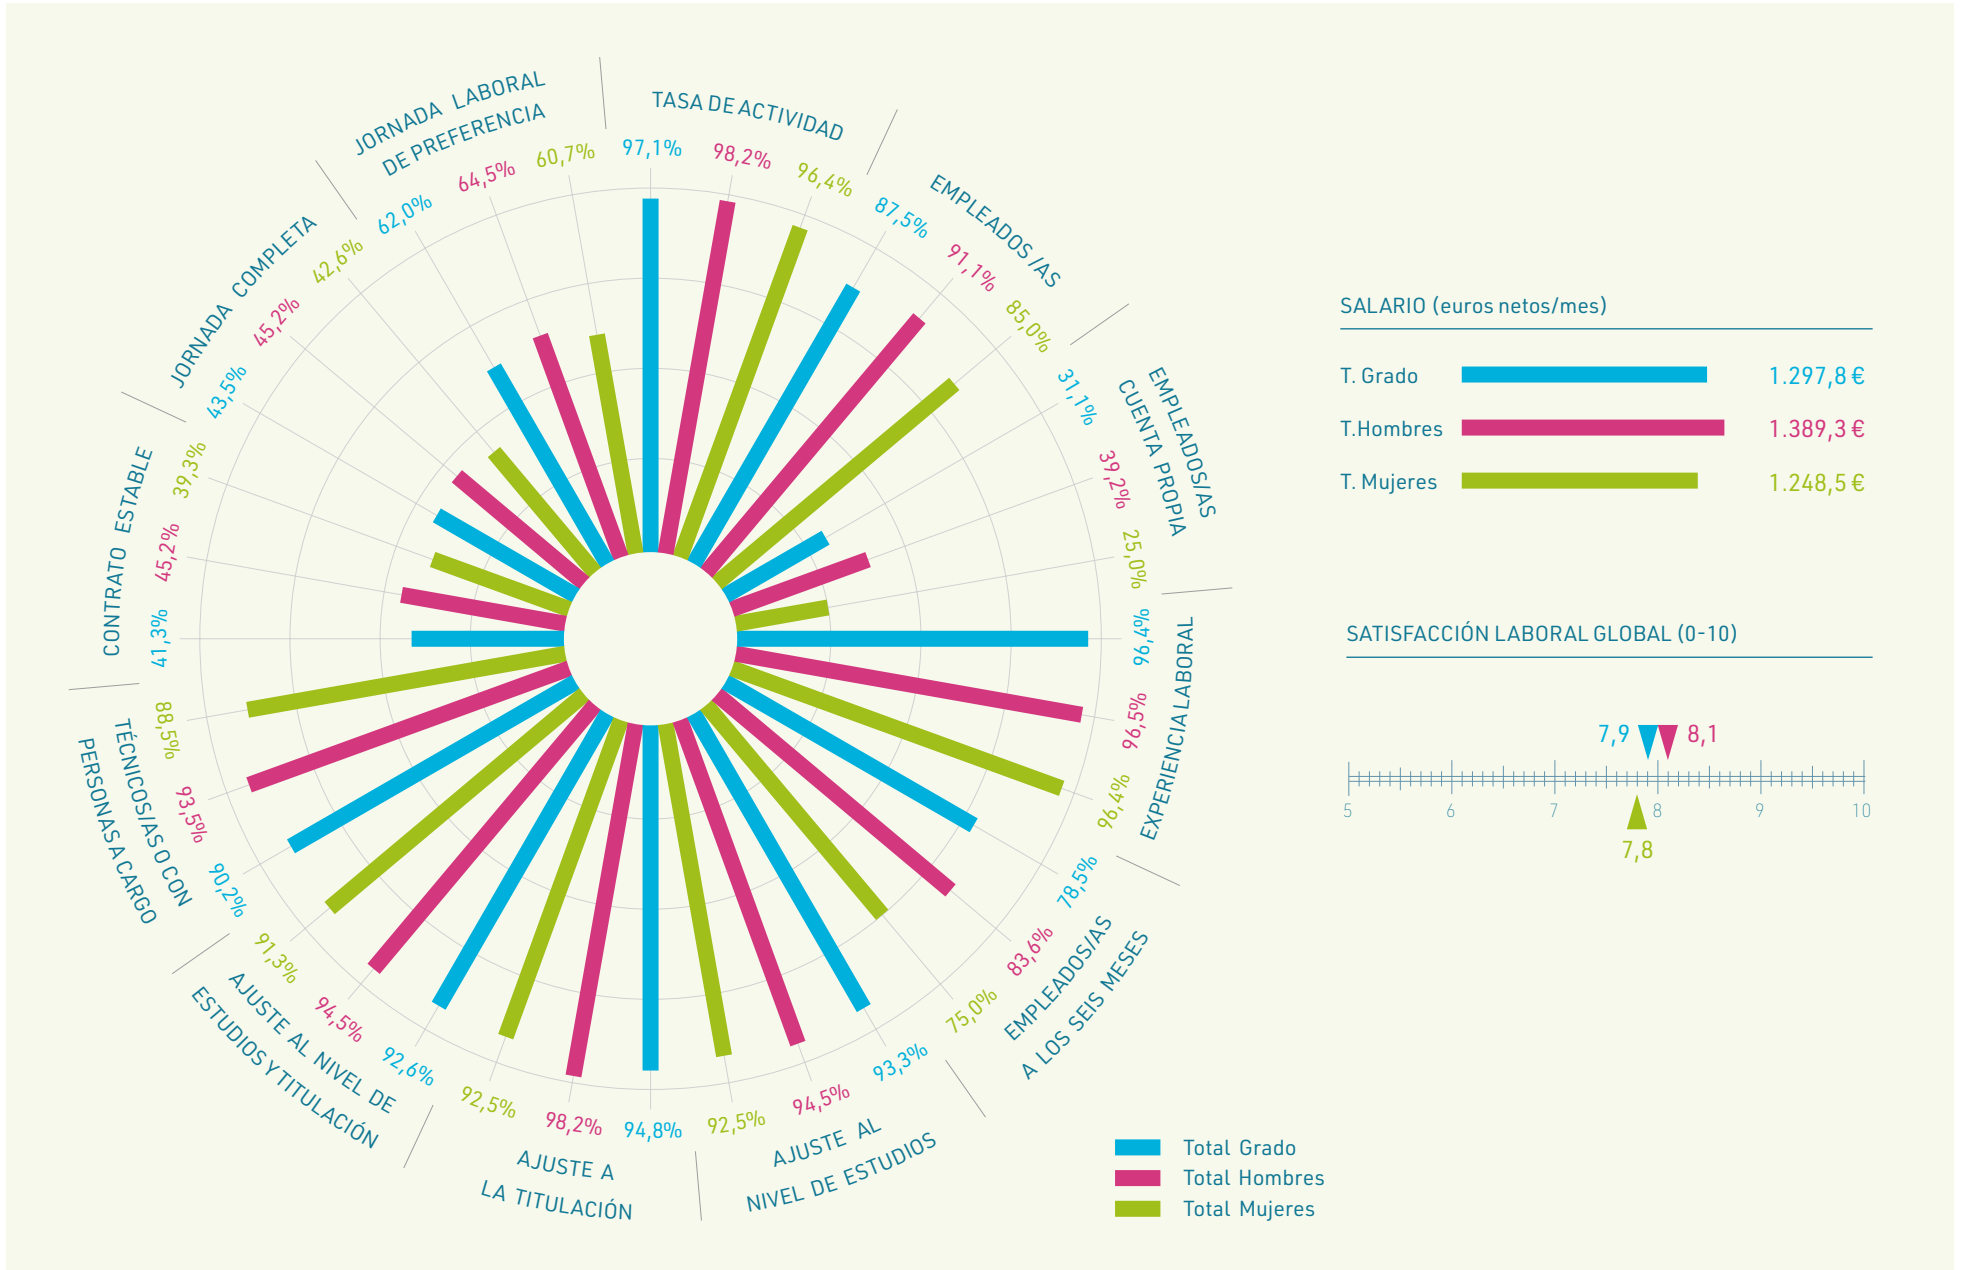 TASA DE ACTIVIDAD
97,1%
98,2%
96,4%
EMPLEADOS /AS
87,5%
91,1%
85,0%
EMPLEADOS/AS
CUENTA PROPIA
31,1%
39,2%
25,0%
EXPERIENCIA LABORAL
96,4%
96,5%
96,4%
EMPLEADOS/AS
A LOS SEIS MESES
78,5%
83,6%
75,0%
AJUSTE AL
NIVEL DE ESTUDIOS
93,3%
94,5%
92,5%
AJUSTE A
LA TITULACIÓN
94,8%
98,2%
92,5%
AJUSTE AL NIVEL DE
ESTUDIOS Y TITULACIÓN
92,6%
94,5%
91,3%
TÉCNICOS/AS O CON
PERSONAS A CARGO
90,2%
93,5%
88,5%
CONTRATO ESTABLE
41,3%
45,2%
39,3%
JORNADA COMPLETA
43,5%
45,2%
42,6%
JORNADA LABORAL
DE PREFERENCIA
62,0%
64,5%
60,7%
SALARIO (euros netos/mes)
T. Grado 1.297,8 €
T.Hombres 1.389,3 €
T. Mujeres 1.248,5 €
SATISFACCIÓN LABORAL GLOBAL (0-10)
7,9 8,1
5 6 7 8 9 10
7,8
Total Grado
Total Hombres
Total Mujeres